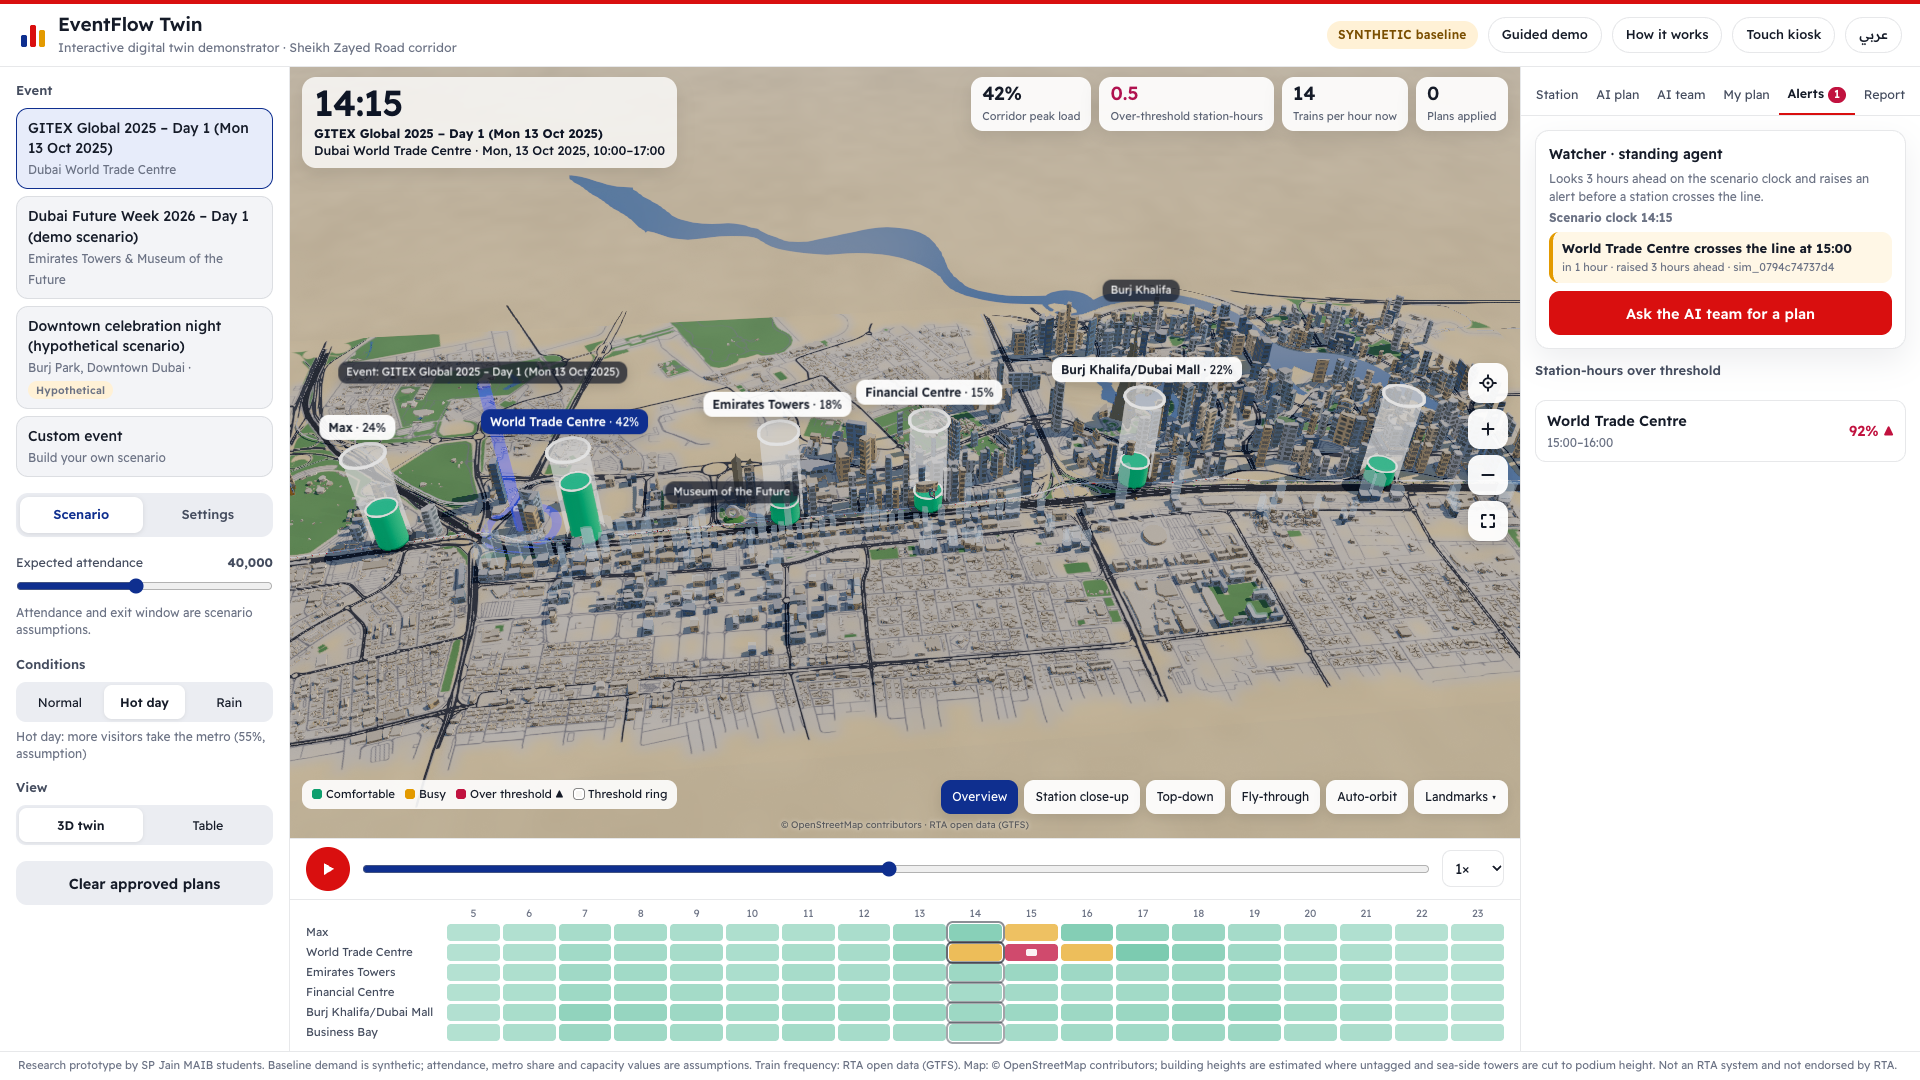 EventFlow Twin
Interactive digital twin demonstrator · Sheikh Zayed Road corridor
SYNTHETIC baseline
Guided demo
How it works
Touch kiosk
عربي
Event
GITEX Global 2025 – Day 1 (Mon
13 Oct 2025)
Dubai World Trade Centre
Dubai Future Week 2026 – Day 1
(demo scenario)
Emirates Towers & Museum of the
Future
Downtown celebration night
(hypothetical scenario)
Burj Park, Downtown Dubai ·
Hypothetical
Custom event
Build your own scenario
Scenario
Settings
Expected attendance
40,000
Attendance and exit window are scenario
assumptions.
Conditions
Normal
Hot day
Rain
Hot day: more visitors take the metro (55%,
assumption)
View
3D twin
Table
Clear approved plans
14:15
GITEX Global 2025 – Day 1 (Mon 13 Oct 2025)
Dubai World Trade Centre · Mon, 13 Oct 2025, 10:00–17:00
42%
Corridor peak load
0.5
Over-threshold station-hours
14
Trains per hour now
0
Plans applied
Burj Khalifa
Event: GITEX Global 2025 – Day 1 (Mon 13 Oct 2025)
Burj Khalifa/Dubai Mall · 22%
Financial Centre · 15%
Emirates Towers · 18%
World Trade Centre · 42%
Max · 24%
Museum of the Future
Comfortable
Busy
Over threshold ▲
Threshold ring
Overview
Station close-up
Top-down
Fly-through
Auto-orbit
Landmarks ▾
© OpenStreetMap contributors · RTA open data (GTFS)
1×
5 6 7 8 9 10 11 12 13 14 15 16 17 18 19 20 21 22 23
Max
World Trade Centre
Emirates Towers
Financial Centre
Burj Khalifa/Dubai Mall
Business Bay
Station
AI plan
AI team
My plan
Alerts 1
Report
Watcher · standing agent
Looks 3 hours ahead on the scenario clock and raises an
alert before a station crosses the line.
Scenario clock 14:15
World Trade Centre crosses the line at 15:00
in 1 hour · raised 3 hours ahead · sim_0794c74737d4
Ask the AI team for a plan
Station-hours over threshold
World Trade Centre
15:00–16:00
92% ▲
Research prototype by SP Jain MAIB students. Baseline demand is synthetic; attendance, metro share and capacity values are assumptions. Train frequency: RTA open data (GTFS). Map: © OpenStreetMap contributors; building heights are estimated where untagged and sea-side towers are cut to podium height. Not an RTA system and not endorsed by RTA.